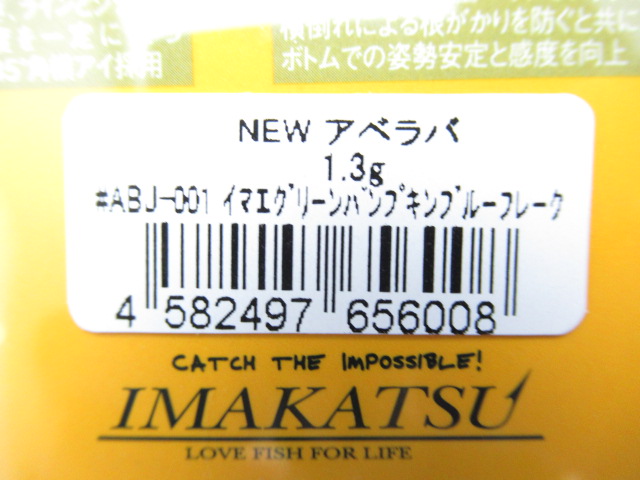 横倒れによる根がかりを防ぐと共に
ボトムでの姿勢安定と感度を向上
NEW アベラバ
1.3g
#ABJ-001 イマエグリーンパンプキンブルーフレーク
4 582497 656008
CATCH THE IMPOSSIBLE!
IMAKATSU
LOVE FISH FOR LIFE